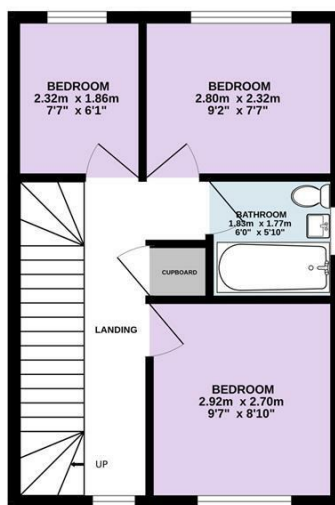 BEDROOM
2.32m x 1.86m
7'7" x 6'1"
BEDROOM
2.80m x 2.32m
9'2" x 7'7"
BATHROOM
1.83m x 1.77m
6'0" x 5'10"
CUPBOARD
LANDING
BEDROOM
2.92m x 2.70m
9'7" x 8'10"
UP